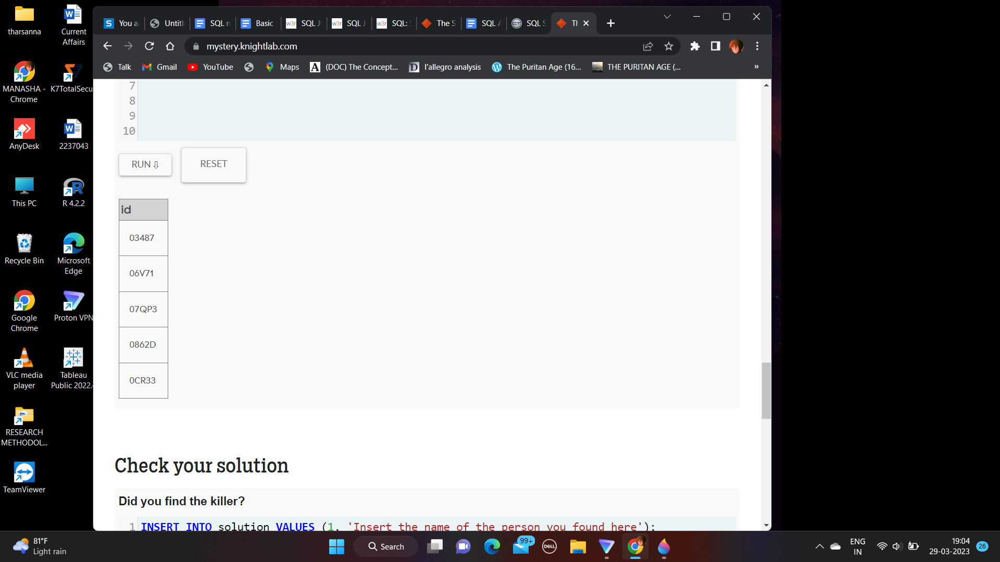 tharsanna
Current
Affairs
MANASHA -
Chrome
K7TotalSecu
AnyDesk
2237043
This PC
R 4.2.2
Recycle Bin
Microsoft
Edge
Google
Chrome
Proton VPN
VLC media
player
Tableau
Public 2022.
RESEARCH
METHODOL...
TeamViewer
You a
Untitl
SQL n
Basic
SQL J
SQL J
SQL: 
The S
SQL A
SQL S
Th
mystery.knightlab.com
Talk
Gmail
YouTube
Maps
(DOC) The Concept...
l'allegro analysis
The Puritan Age (16...
THE PURITAN AGE (...
»
7
8
9
10
RUN ⇩
RESET
id
03487
06V71
07QP3
0862D
0CR33
Check your solution
Did you find the killer?
1 INSERT INTO solution VALUES (1, 'Insert the name of the person you found here');
81°F
Light rain
Search
99+
DELL
ENG
IN
19:04
29-03-2023
26